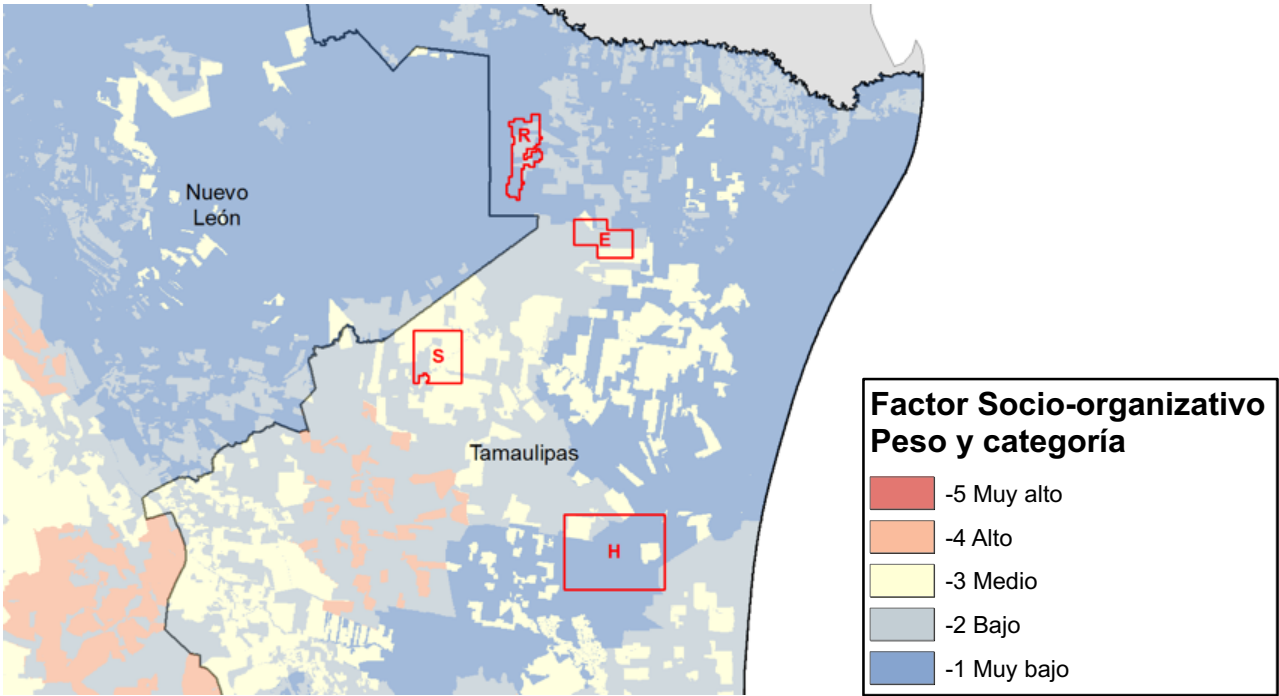 R
Nuevo
León
E
S
Tamaulipas
H
Factor Socio-organizativo
Peso y categoría
-5 Muy alto
-4 Alto
-3 Medio
-2 Bajo
-1 Muy bajo